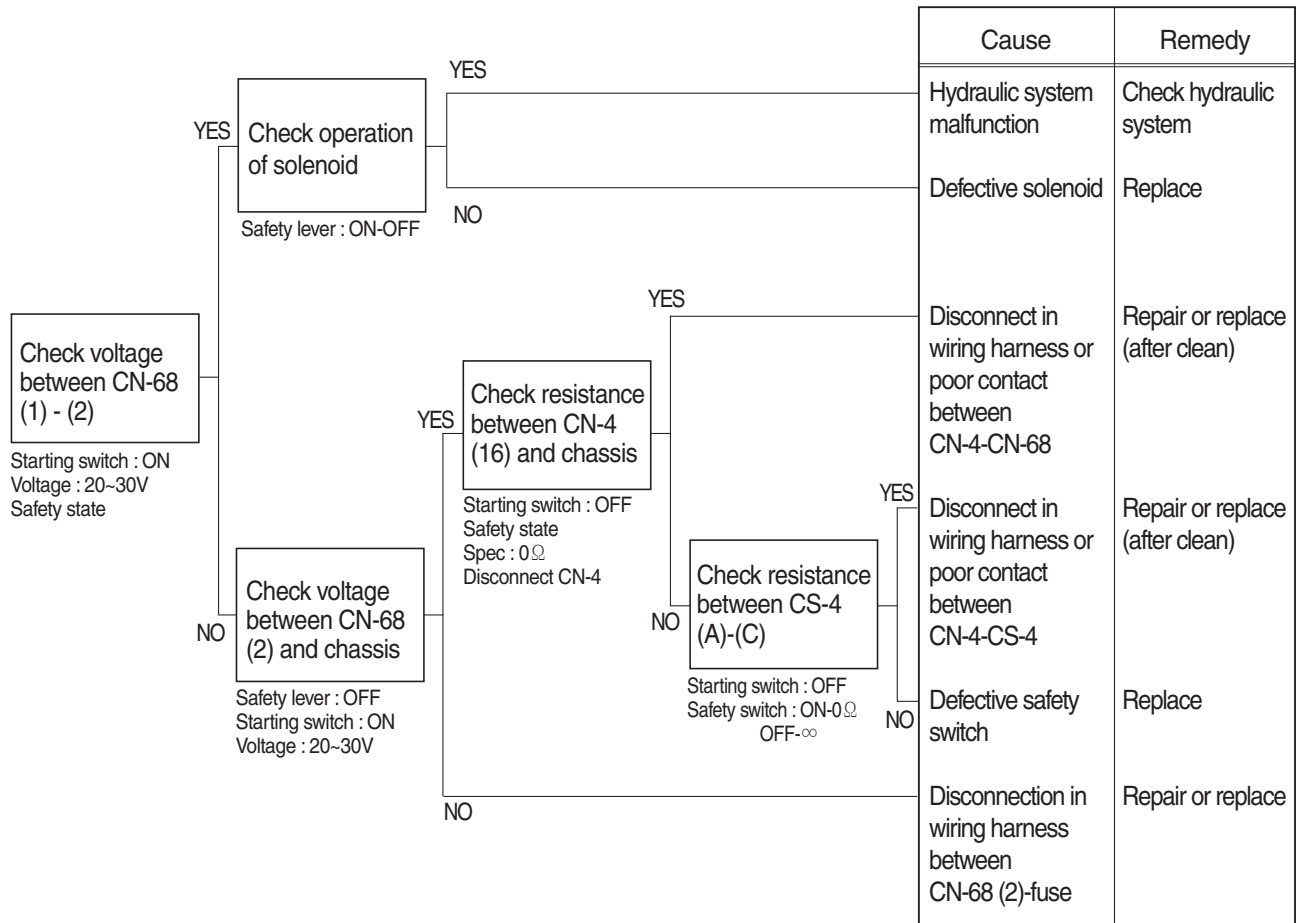 Cause
Remedy
YES
Hydraulic system
malfunction
Check hydraulic
system
YES
Check operation
of solenoid
Defective solenoid
Replace
NO
Safety lever : ON-OFF
YES
Disconnect in
wiring harness or
poor contact
between
CN-4-CN-68
Repair or replace
(after clean)
Check voltage
between CN-68
(1) - (2)
Starting switch : ON
Voltage : 20~30V
Safety state
YES
Check resistance
between CN-4
(16) and chassis
Starting switch : OFF
Safety state
Spec : 0Ω
Disconnect CN-4
YES
Disconnect in
wiring harness or
poor contact
between
CN-4-CS-4
Repair or replace
(after clean)
NO
Check voltage
between CN-68
(2) and chassis
Safety lever : OFF
Starting switch : ON
Voltage : 20~30V
NO
Check resistance
between CS-4
(A)-(C)
Starting switch : OFF
Safety switch : ON-0Ω
OFF-∞
NO
Defective safety
switch
Replace
NO
Disconnection in
wiring harness
between
CN-68 (2)-fuse
Repair or replace